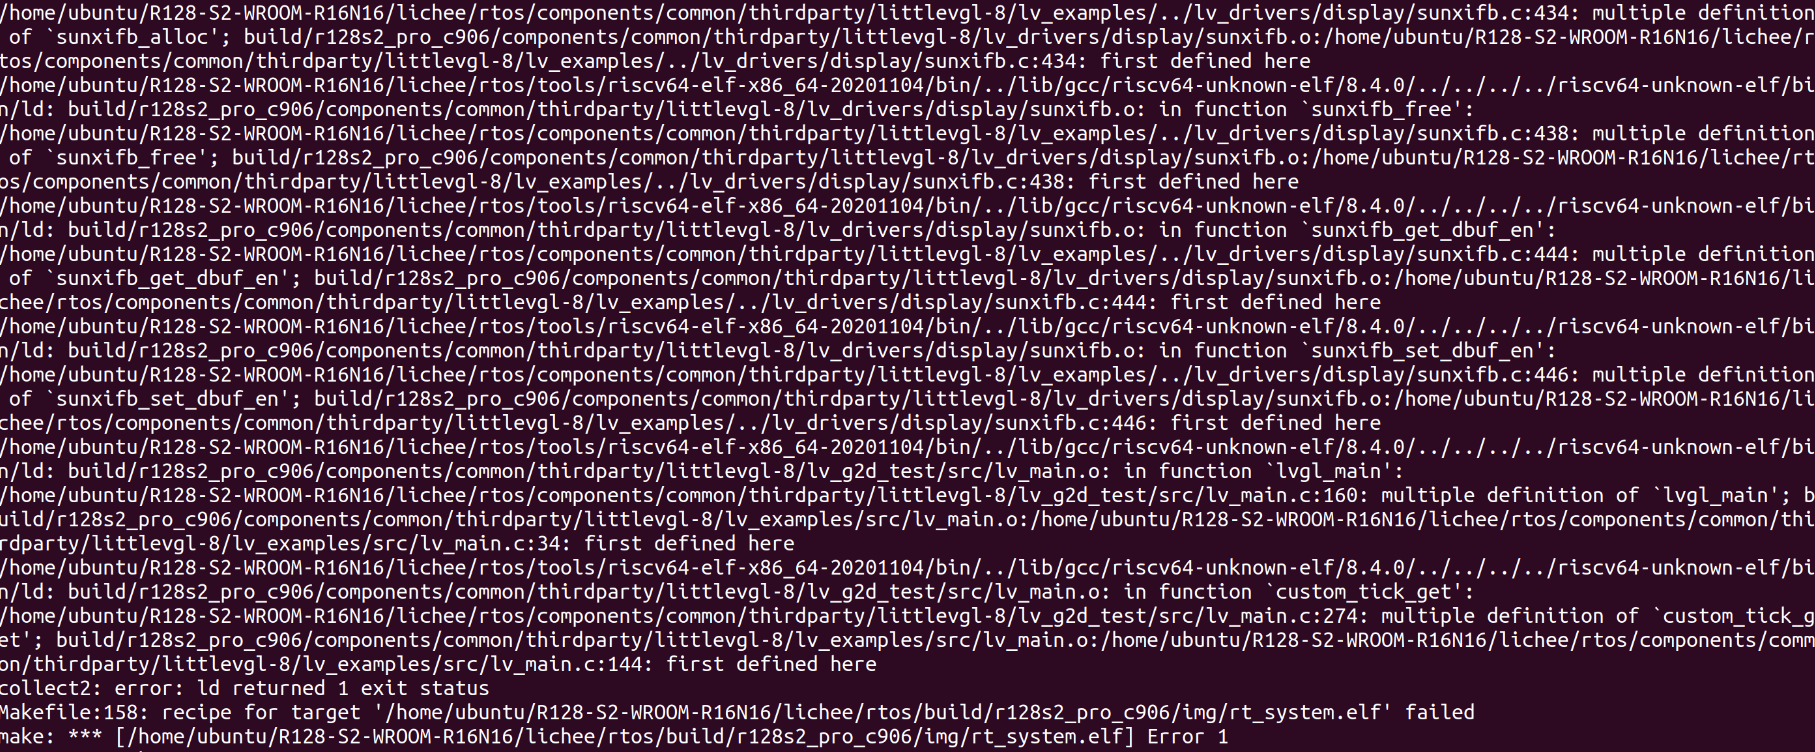 /home/ubuntu/R128-S2-WROOM-R16N16/lichee/rtos/components/common/thirdparty/littlevgl-8/lv_examples/../lv_drivers/display/sunxifb.c:434: multiple definition
 of `sunxifb_alloc'; build/r128s2_pro_c906/components/common/thirdparty/littlevgl-8/lv_drivers/display/sunxifb.o:/home/ubuntu/R128-S2-WROOM-R16N16/lichee/r
tos/components/common/thirdparty/littlevgl-8/lv_examples/../lv_drivers/display/sunxifb.c:434: first defined here
/home/ubuntu/R128-S2-WROOM-R16N16/lichee/rtos/tools/riscv64-elf-x86_64-20201104/bin/../lib/gcc/riscv64-unknown-elf/8.4.0/../../../../riscv64-unknown-elf/bi
n/ld: build/r128s2_pro_c906/components/common/thirdparty/littlevgl-8/lv_drivers/display/sunxifb.o: in function `sunxifb_free':
/home/ubuntu/R128-S2-WROOM-R16N16/lichee/rtos/components/common/thirdparty/littlevgl-8/lv_examples/../lv_drivers/display/sunxifb.c:438: multiple definition
 of `sunxifb_free'; build/r128s2_pro_c906/components/common/thirdparty/littlevgl-8/lv_drivers/display/sunxifb.o:/home/ubuntu/R128-S2-WROOM-R16N16/lichee/rt
os/components/common/thirdparty/littlevgl-8/lv_examples/../lv_drivers/display/sunxifb.c:438: first defined here
/home/ubuntu/R128-S2-WROOM-R16N16/lichee/rtos/tools/riscv64-elf-x86_64-20201104/bin/../lib/gcc/riscv64-unknown-elf/8.4.0/../../../../riscv64-unknown-elf/bi
n/ld: build/r128s2_pro_c906/components/common/thirdparty/littlevgl-8/lv_drivers/display/sunxifb.o: in function `sunxifb_get_dbuf_en':
/home/ubuntu/R128-S2-WROOM-R16N16/lichee/rtos/components/common/thirdparty/littlevgl-8/lv_examples/../lv_drivers/display/sunxifb.c:444: multiple definition
 of `sunxifb_get_dbuf_en'; build/r128s2_pro_c906/components/common/thirdparty/littlevgl-8/lv_drivers/display/sunxifb.o:/home/ubuntu/R128-S2-WROOM-R16N16/li
chee/rtos/components/common/thirdparty/littlevgl-8/lv_examples/../lv_drivers/display/sunxifb.c:444: first defined here
/home/ubuntu/R128-S2-WROOM-R16N16/lichee/rtos/tools/riscv64-elf-x86_64-20201104/bin/../lib/gcc/riscv64-unknown-elf/8.4.0/../../../../riscv64-unknown-elf/bi
n/ld: build/r128s2_pro_c906/components/common/thirdparty/littlevgl-8/lv_drivers/display/sunxifb.o: in function `sunxifb_set_dbuf_en':
/home/ubuntu/R128-S2-WROOM-R16N16/lichee/rtos/components/common/thirdparty/littlevgl-8/lv_examples/../lv_drivers/display/sunxifb.c:446: multiple definition
 of `sunxifb_set_dbuf_en'; build/r128s2_pro_c906/components/common/thirdparty/littlevgl-8/lv_drivers/display/sunxifb.o:/home/ubuntu/R128-S2-WROOM-R16N16/li
chee/rtos/components/common/thirdparty/littlevgl-8/lv_examples/../lv_drivers/display/sunxifb.c:446: first defined here
/home/ubuntu/R128-S2-WROOM-R16N16/lichee/rtos/tools/riscv64-elf-x86_64-20201104/bin/../lib/gcc/riscv64-unknown-elf/8.4.0/../../../../riscv64-unknown-elf/bi
n/ld: build/r128s2_pro_c906/components/common/thirdparty/littlevgl-8/lv_g2d_test/src/lv_main.o: in function `lvgl_main':
/home/ubuntu/R128-S2-WROOM-R16N16/lichee/rtos/components/common/thirdparty/littlevgl-8/lv_g2d_test/src/lv_main.c:160: multiple definition of `lvgl_main'; b
uild/r128s2_pro_c906/components/common/thirdparty/littlevgl-8/lv_examples/src/lv_main.o:/home/ubuntu/R128-S2-WROOM-R16N16/lichee/rtos/components/common/thi
rdparty/littlevgl-8/lv_examples/src/lv_main.c:34: first defined here
/home/ubuntu/R128-S2-WROOM-R16N16/lichee/rtos/tools/riscv64-elf-x86_64-20201104/bin/../lib/gcc/riscv64-unknown-elf/8.4.0/../../../../riscv64-unknown-elf/bi
n/ld: build/r128s2_pro_c906/components/common/thirdparty/littlevgl-8/lv_g2d_test/src/lv_main.o: in function `custom_tick_get':
/home/ubuntu/R128-S2-WROOM-R16N16/lichee/rtos/components/common/thirdparty/littlevgl-8/lv_g2d_test/src/lv_main.c:274: multiple definition of `custom_tick_g
et'; build/r128s2_pro_c906/components/common/thirdparty/littlevgl-8/lv_examples/src/lv_main.o:/home/ubuntu/R128-S2-WROOM-R16N16/lichee/rtos/components/comm
on/thirdparty/littlevgl-8/lv_examples/src/lv_main.c:144: first defined here
collect2: error: ld returned 1 exit status
Makefile:158: recipe for target '/home/ubuntu/R128-S2-WROOM-R16N16/lichee/rtos/build/r128s2_pro_c906/img/rt_system.elf' failed
make: *** [/home/ubuntu/R128-S2-WROOM-R16N16/lichee/rtos/build/r128s2_pro_c906/img/rt_system.elf] Error 1